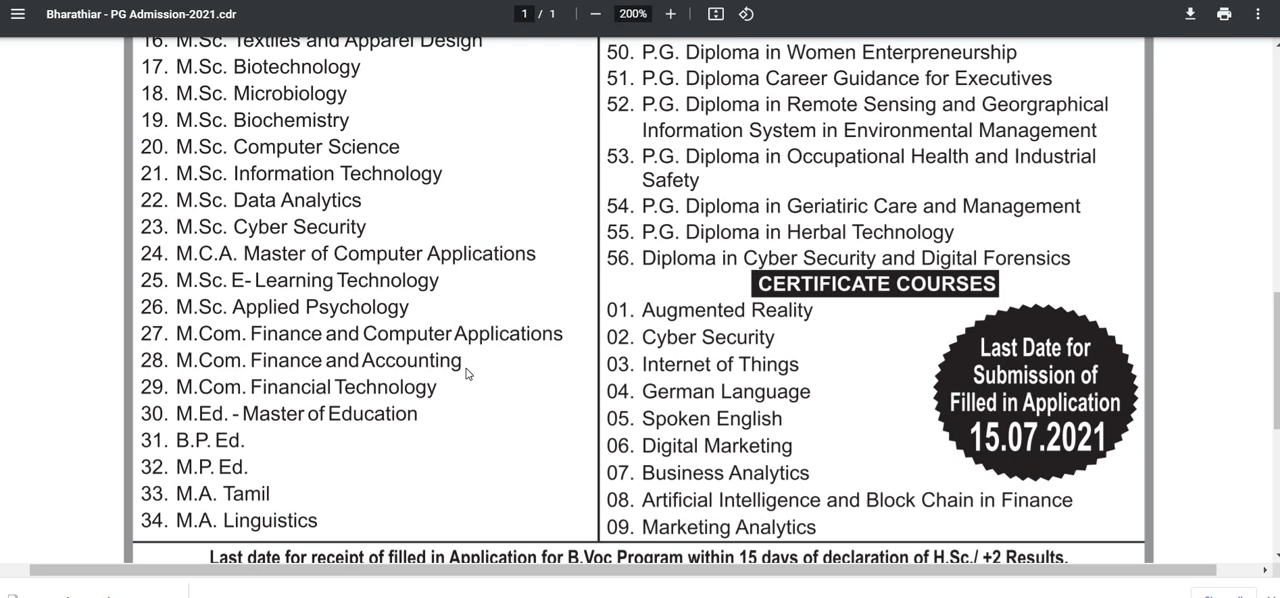 Bharathiar - PG Admission-2021.cdr
1 / 1
200%
16. M.Sc. Textiles and Apparel Design
17. M.Sc. Biotechnology
18. M.Sc. Microbiology
19. M.Sc. Biochemistry
20. M.Sc. Computer Science
21. M.Sc. Information Technology
22. M.Sc. Data Analytics
23. M.Sc. Cyber Security
24. M.C.A. Master of Computer Applications
25. M.Sc. E- Learning Technology
26. M.Sc. Applied Psychology
27. M.Com. Finance and Computer Applications
28. M.Com. Finance and Accounting
29. M.Com. Financial Technology
30. M.Ed. - Master of Education
31. B.P. Ed.
32. M.P. Ed.
33. M.A. Tamil
34. M.A. Linguistics
50. P.G. Diploma in Women Enterpreneurship
51. P.G. Diploma Career Guidance for Executives
52. P.G. Diploma in Remote Sensing and Georgraphical
Information System in Environmental Management
53. P.G. Diploma in Occupational Health and Industrial
Safety
54. P.G. Diploma in Geriatiric Care and Management
55. P.G. Diploma in Herbal Technology
56. Diploma in Cyber Security and Digital Forensics
CERTIFICATE COURSES
01. Augmented Reality
02. Cyber Security
03. Internet of Things
04. German Language
05. Spoken English
06. Digital Marketing
07. Business Analytics
08. Artificial Intelligence and Block Chain in Finance
09. Marketing Analytics
Last Date for
Submission of
Filled in Application
15.07.2021
Last date for receipt of filled in Application for B.Voc Program within 15 days of declaration of H.Sc./ +2 Results.